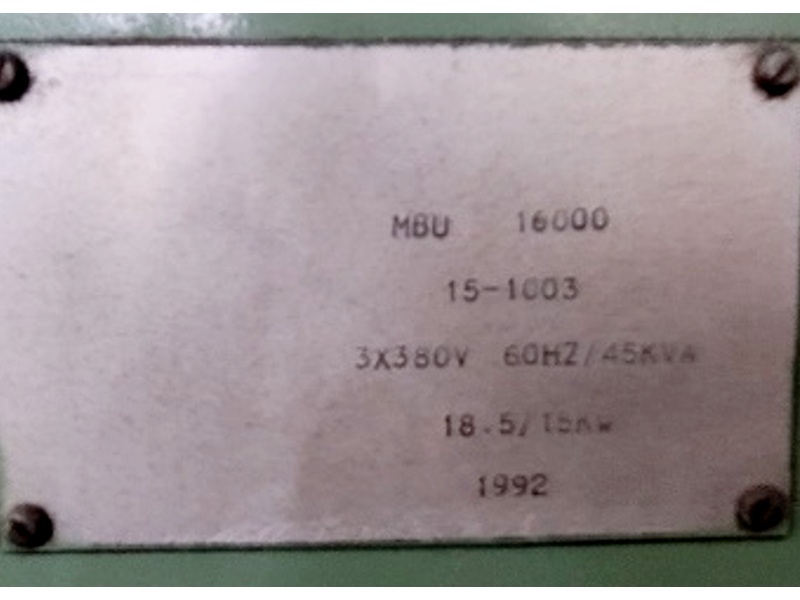 MBU 16000
15-1003
3X380V 60HZ/45KVA
18.5/15KW
1992